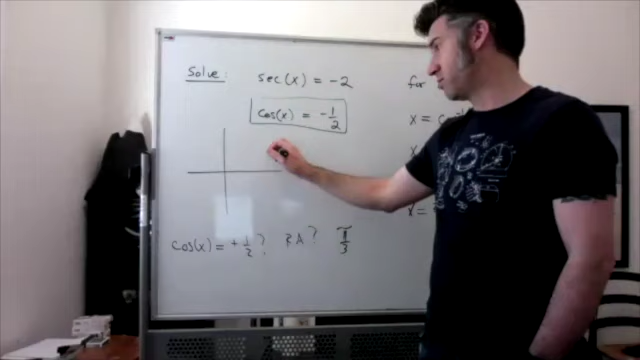 Solve: sec(x) = -2
for
cos(x) = -1/2
x =
x
x =
cos(x) = +1/2? RA? π/3